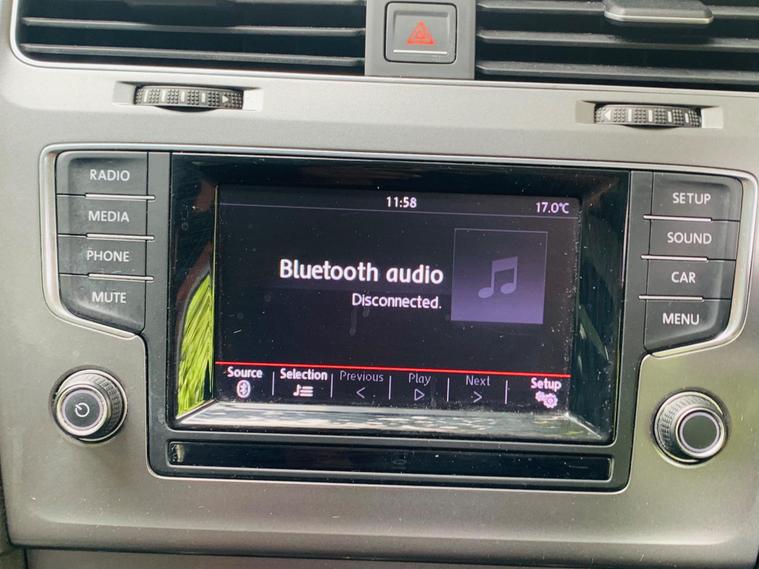 RADIO
MEDIA
PHONE
MUTE
11:58
17.0°C
Bluetooth audio
Disconnected.
Source
Selection
Previous
Play
Next
Setup
SETUP
SOUND
CAR
MENU